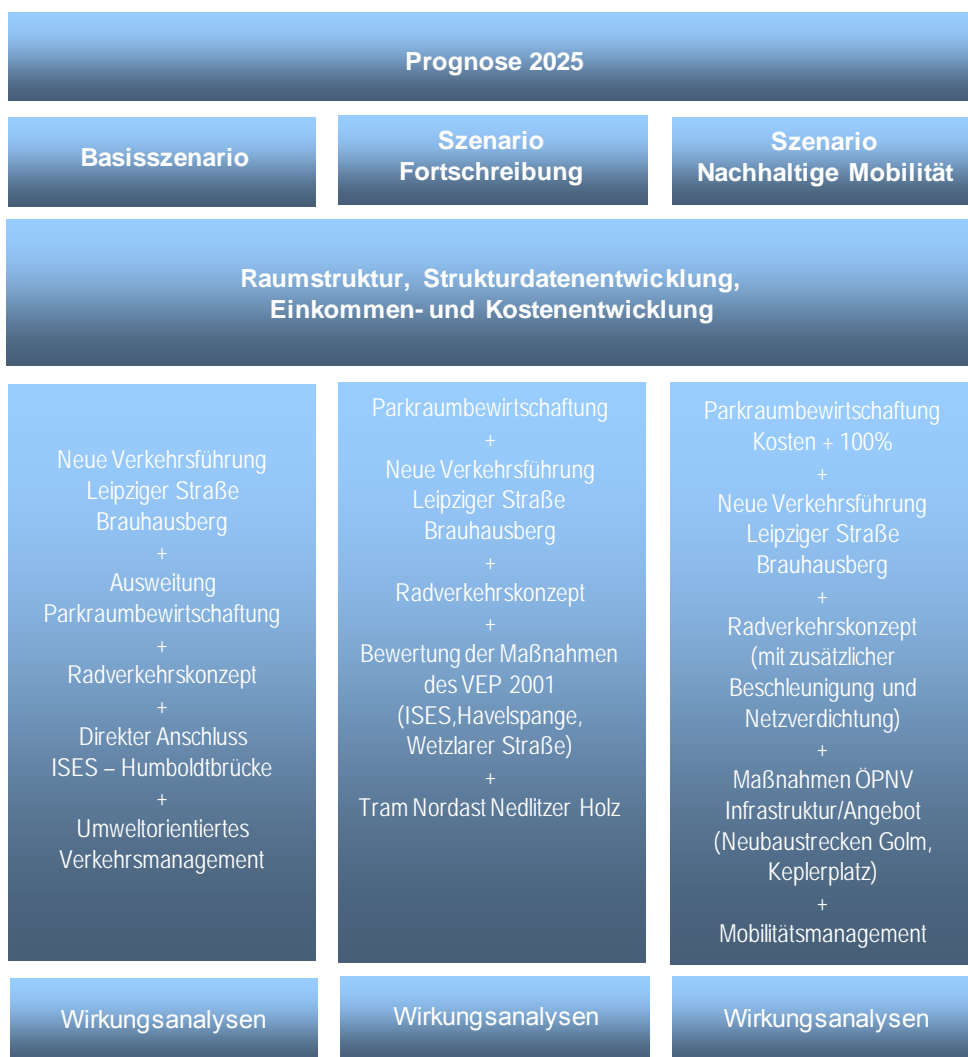 Prognose 2025
Basisszenario
Szenario
Fortschreibung
Szenario
Nachhaltige Mobilität
Raumstruktur, Strukturdatenentwicklung,
Einkommen- und Kostenentwicklung
Neue Verkehrsführung
Leipziger Straße
Brauhausberg
+
Ausweitung
Parkraumbewirtschaftung
+
Radverkehrskonzept
+
Direkter Anschluss
ISES – Humboldtbrücke
+
Umweltorientiertes
Verkehrsmanagement
Parkraumbewirtschaftung
+
Neue Verkehrsführung
Leipziger Straße
Brauhausberg
+
Radverkehrskonzept
+
Bewertung der Maßnahmen
des VEP 2001
(ISES,Havelspange,
Wetzlarer Straße)
+
Tram Nordast Nedlitzer Holz
Parkraumbewirtschaftung
Kosten + 100%
+
Neue Verkehrsführung
Leipziger Straße
Brauhausberg
+
Radverkehrskonzept
(mit zusätzlicher
Beschleunigung und
Netzverdichtung)
+
Maßnahmen ÖPNV
Infrastruktur/Angebot
(Neubaustrecken Golm,
Keplerplatz)
+
Mobilitätsmanagement
Wirkungsanalysen
Wirkungsanalysen
Wirkungsanalysen